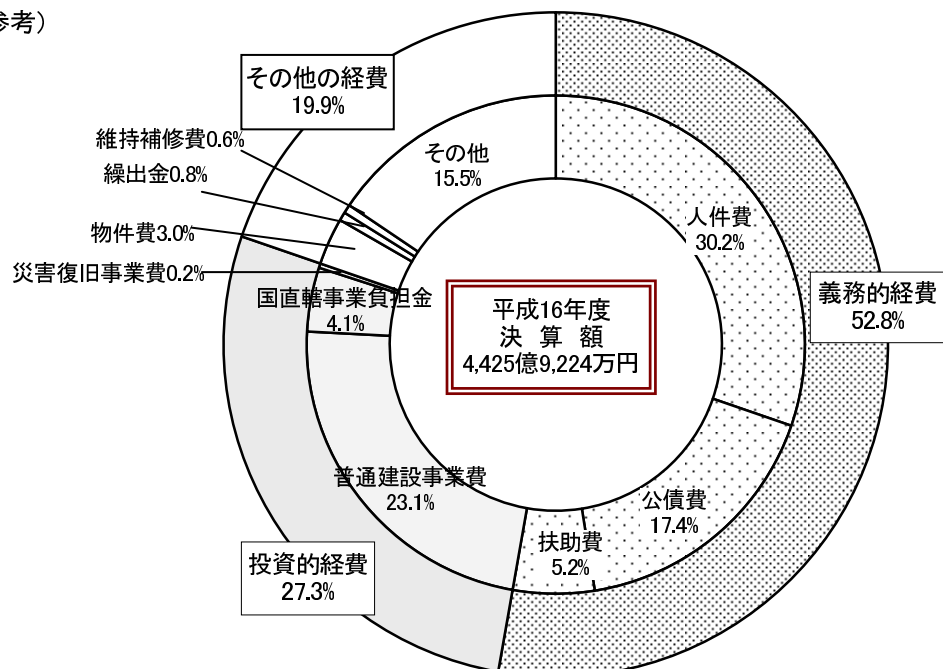 参考）
その他の経費
19.9%
維持補修費0.6%
繰出金0.8%
物件費3.0%
災害復旧事業費0.2%
国直轄事業負担金
4.1%
その他
15.5%
人件費
30.2%
義務的経費
52.8%
平成16年度
決 算 額
4,425億9,224万円
普通建設事業費
23.1%
公債費
17.4%
扶助費
5.2%
投資的経費
27.3%